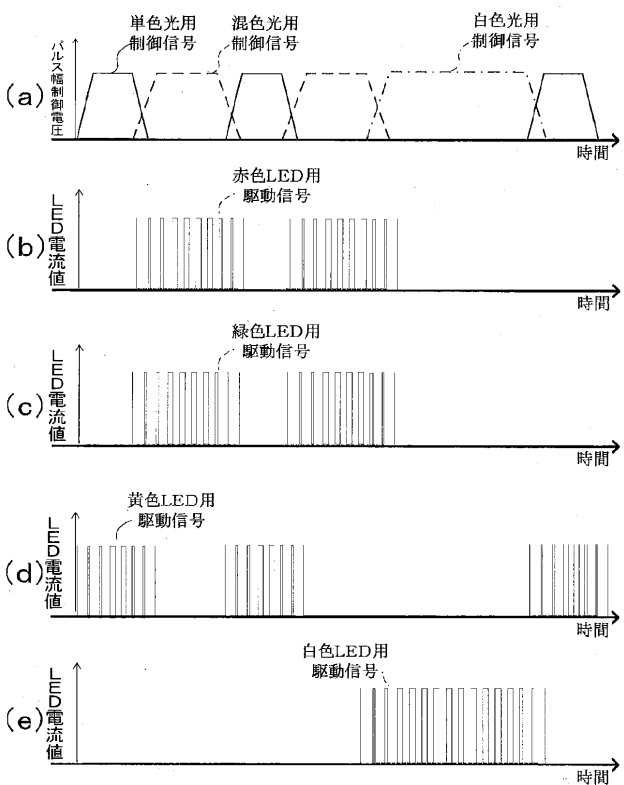 単色光用
制御信号
混色光用
制御信号
白色光用
制御信号
(a)
パルス幅制御電圧
時間
赤色LED用
駆動信号
(b)
LED電流値
時間
緑色LED用
駆動信号
(c)
LED電流値
時間
黄色LED用
駆動信号
(d)
LED電流値
時間
白色LED用
駆動信号
(e)
LED電流値
時間